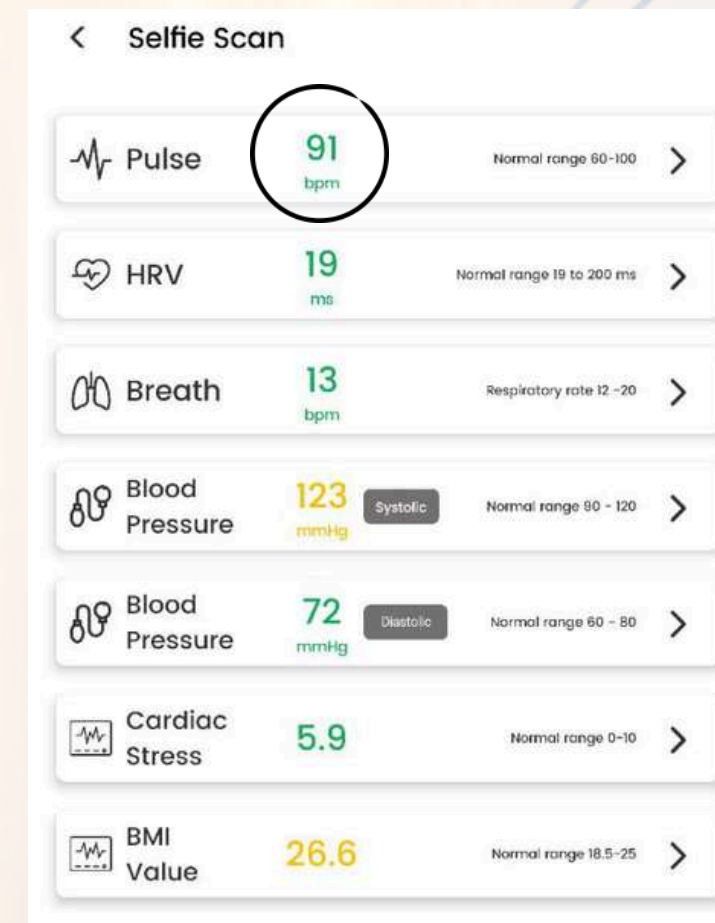 Selfie Scan
Pulse 91 bpm Normal range 60-100
HRV 19 ms Normal range 19 to 200 ms
Breath 13 bpm Respiratory rate 12 -20
Blood Pressure 123 mmHg Systolic Normal range 90 - 120
Blood Pressure 72 mmHg Diastolic Normal range 60 - 80
Cardiac Stress 5.9 Normal range 0-10
BMI Value 26.6 Normal range 18.5-25